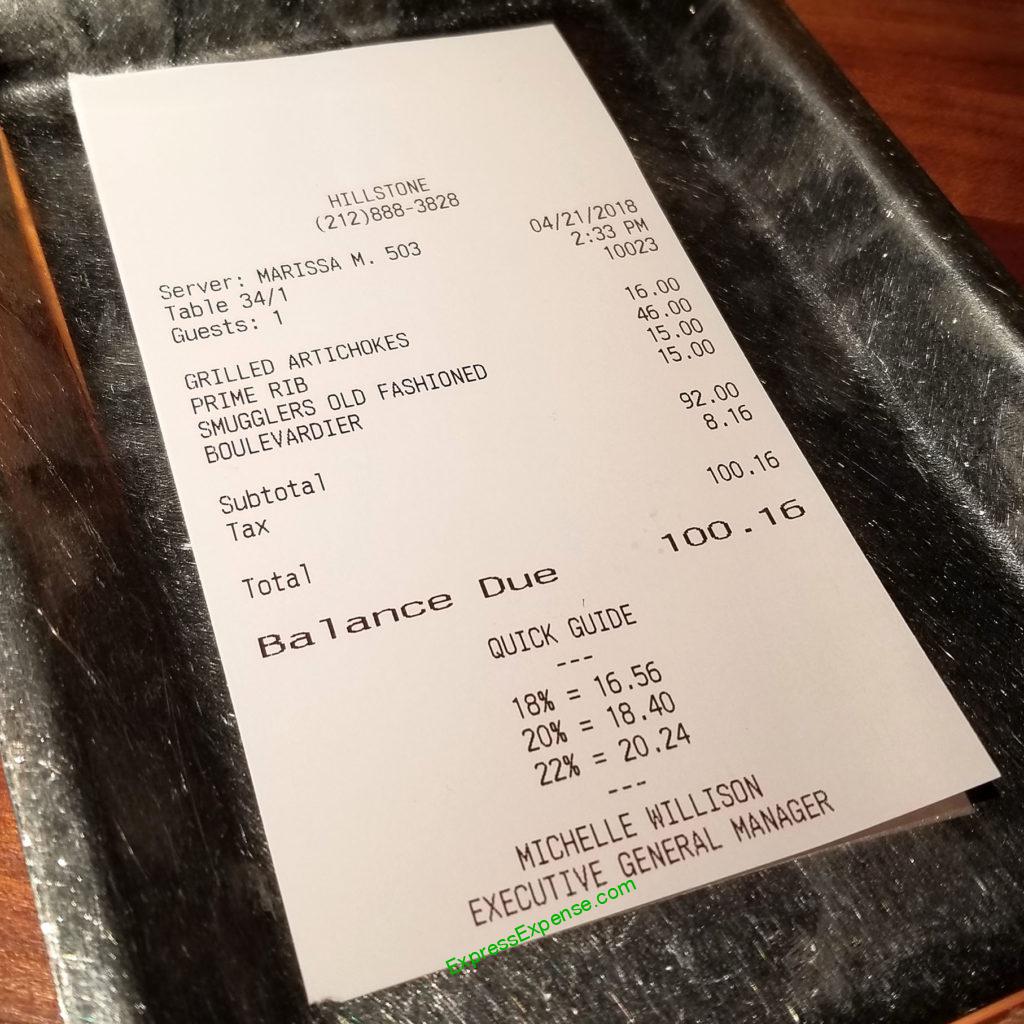 HILLSTONE
(212)888-3828
04/21/2018
Server: MARISSA M. 503 2:33 PM
Table 34/1 10023
Guests: 1
GRILLED ARTICHOKES 16.00
PRIME RIB 46.00
SMUGGLERS OLD FASHIONED 15.00
BOULEVARDIER 15.00
Subtotal 92.00
Tax 8.16
Total 100.16
Balance Due 100.16
QUICK GUIDE
---
18% = 16.56
20% = 18.40
22% = 20.24
---
MICHELLE WILLISON
EXECUTIVE GENERAL MANAGER
ExpressExpense.com